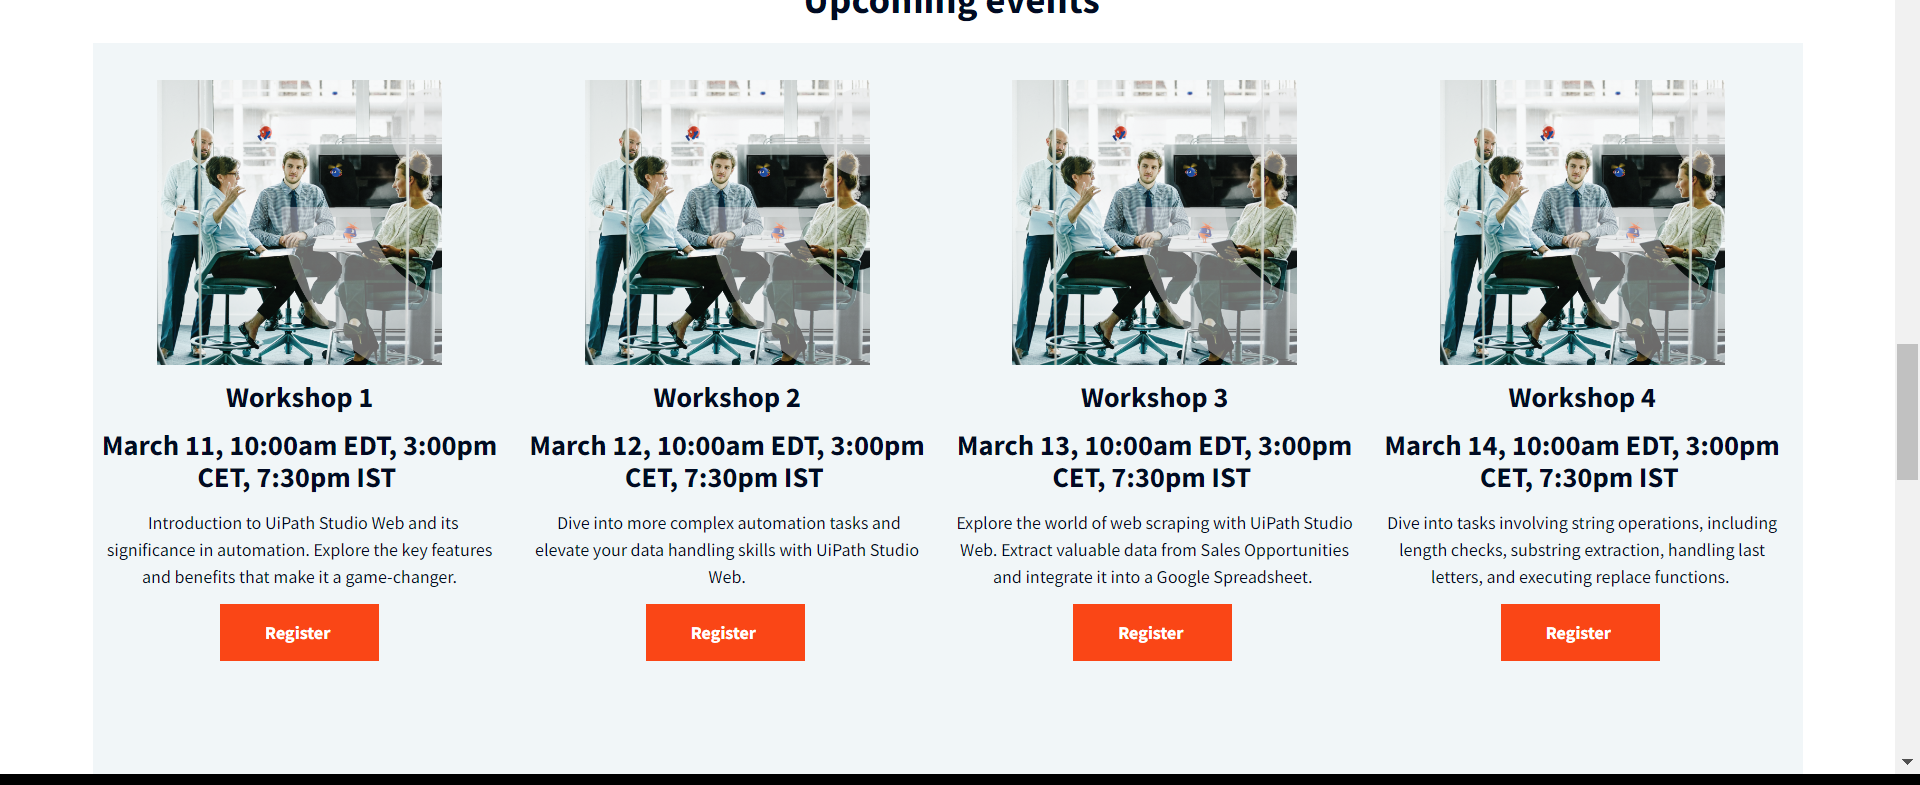 Upcoming events
Workshop 1
March 11, 10:00am EDT, 3:00pm
CET, 7:30pm IST
Introduction to UiPath Studio Web and its
significance in automation. Explore the key features
and benefits that make it a game-changer.
Register
Workshop 2
March 12, 10:00am EDT, 3:00pm
CET, 7:30pm IST
Dive into more complex automation tasks and
elevate your data handling skills with UiPath Studio
Web.
Register
Workshop 3
March 13, 10:00am EDT, 3:00pm
CET, 7:30pm IST
Explore the world of web scraping with UiPath Studio
Web. Extract valuable data from Sales Opportunities
and integrate it into a Google Spreadsheet.
Register
Workshop 4
March 14, 10:00am EDT, 3:00pm
CET, 7:30pm IST
Dive into tasks involving string operations, including
length checks, substring extraction, handling last
letters, and executing replace functions.
Register